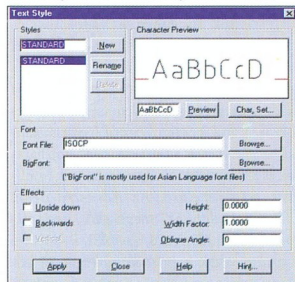 Text Style
Styles
STANDARD
New
STANDARD
Rename
Delete
Character Preview
AaBbCcD
AaBbCcD
Preview
Char. Set...
Font
Font File:
ISOCP
Browse...
BigFont:
Browse...
("BigFont" is mostly used for Asian Language font files)
Effects
Upside down
Backwards
Vertical
Height:
0.0000
Width Factor:
1.0000
Oblique Angle:
0
Apply
Close
Help
Hint...